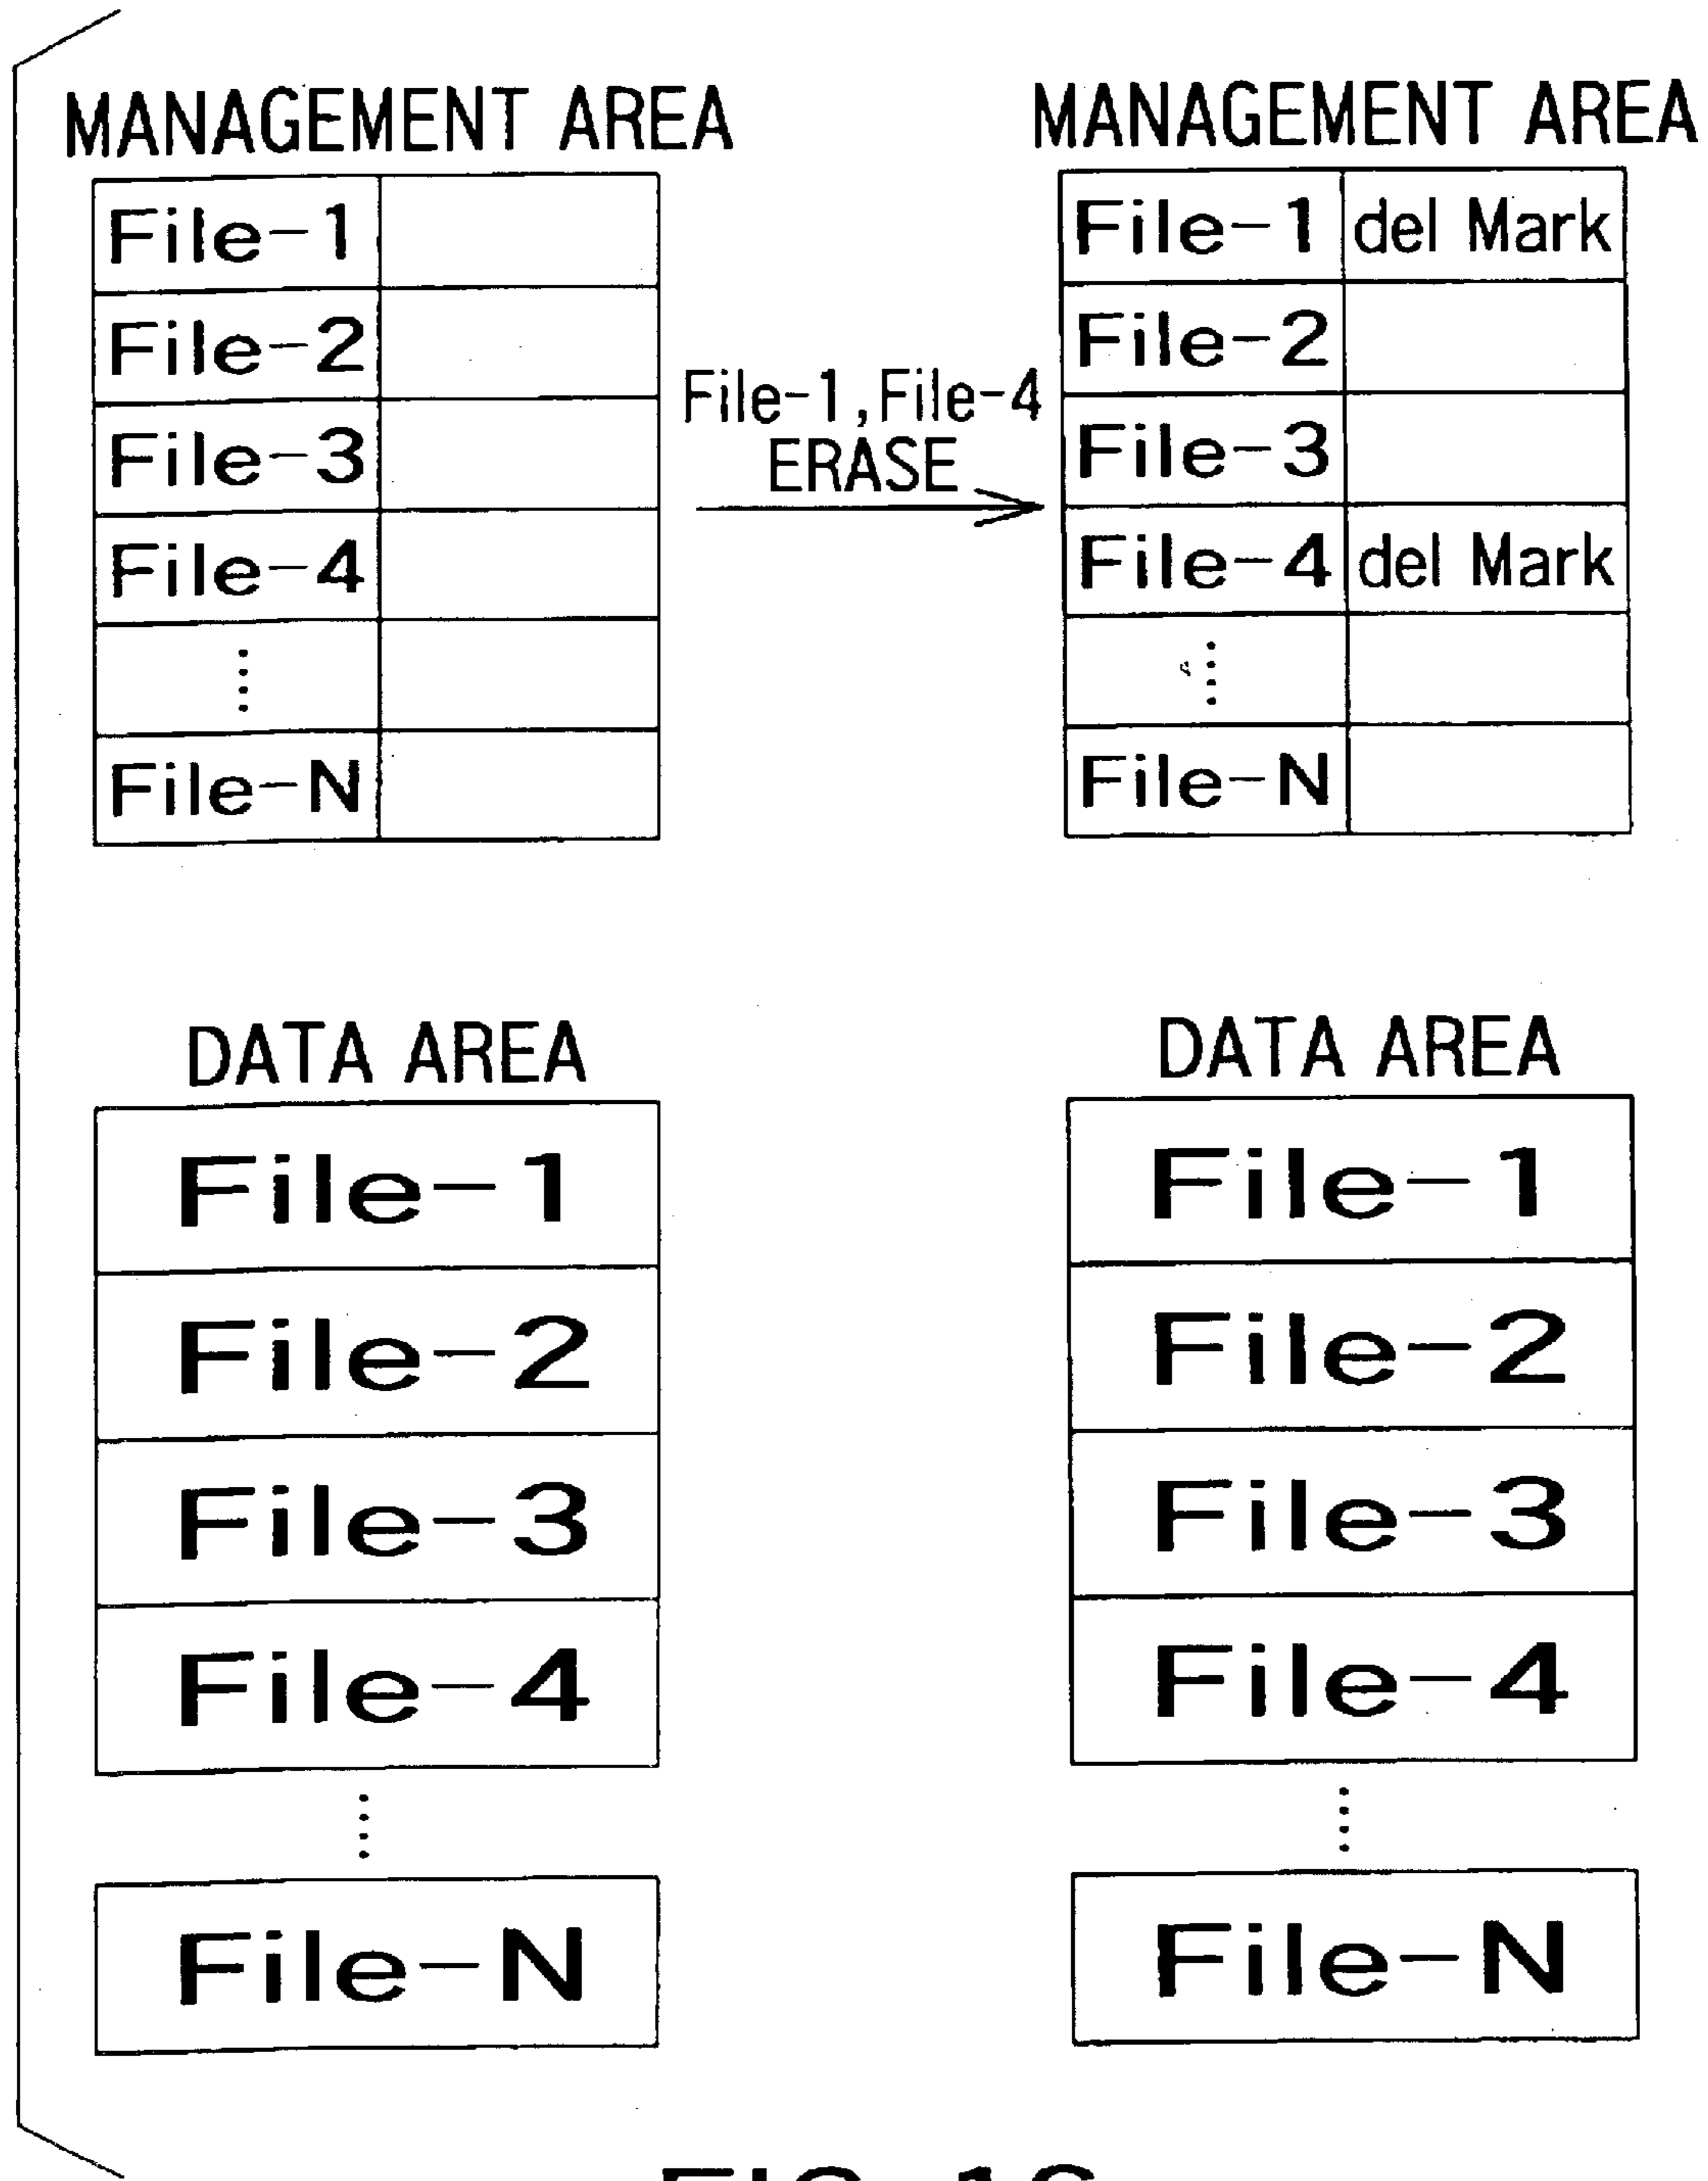 MANAGEMENT AREA
File-1
File-2
File-3
File-4
File-N
File-1, File-4
ERASE
MANAGEMENT AREA
File-1 del Mark
File-2
File-3
File-4 del Mark
File-N
DATA AREA
File-1
File-2
File-3
File-4
File-N
DATA AREA
File-1
File-2
File-3
File-4
File-N